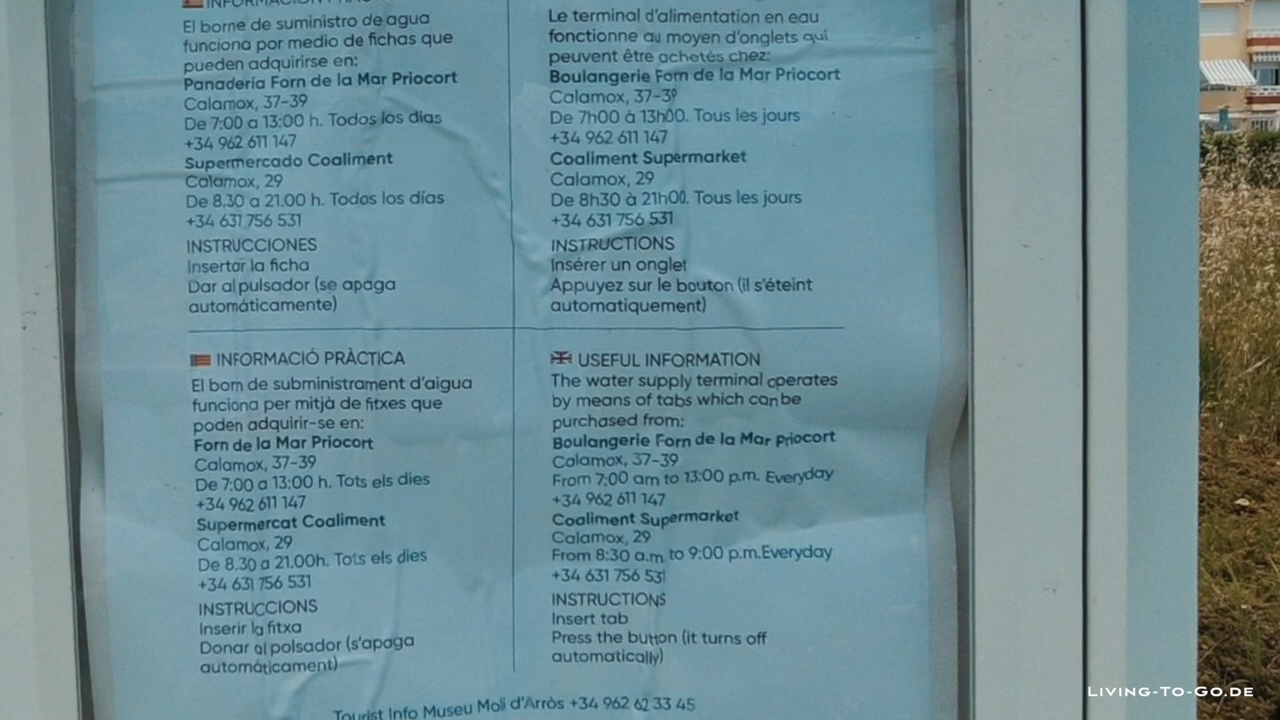 INFORMACIÓN PRÁCT
El borne de suministro de agua
funciona por medio de fichas que
pueden adquirirse en:
Panadería Forn de la Mar Priocort
Calamox, 37-39
De 7:00 a 13:00 h. Todos los días
+34 962 611 147
Supermercado Coaliment
Calamox, 29
De 8.30 a 21.00 h. Todos los días
+34 631 756 531
INSTRUCCIONES
Insertar la ficha
Dar al pulsador (se apaga
automáticamente)
Le terminal d'alimentation en eau
fonctionne au moyen d'onglets qui
peuvent être achetés chez:
Boulangerie Forn de la Mar Priocort
Calamox, 37-39
De 7h00 à 13h00. Tous les jours
+34 962 611 147
Coaliment Supermarket
Calamox, 29
De 8h30 à 21h00. Tous les jours
+34 631 756 531
INSTRUCTIONS
Insérer un onglet
Appuyez sur le bouton (il s'éteint
automatiquement)
INFORMACIÓ PRÀCTICA
El born de subministrament d'aigua
funciona per mitjà de fitxes que
poden adquirir-se en:
Forn de la Mar Priocort
Calamox, 37-39
De 7:00 a 13:00 h. Tots els dies
+34 962 611 147
Supermercat Coaliment
Calamox, 29
De 8.30 a 21.00h. Tots els dies
+34 631 756 531
INSTRUCCIONS
Inserir la fitxa
Donar al polsador (s'apaga
automàticament)
USEFUL INFORMATION
The water supply terminal operates
by means of tabs which can be
purchased from:
Boulangerie Forn de la Mar Priocort
Calamox, 37-39
From 7:00 am to 13:00 p.m. Everyday
+34 962 611 147
Coaliment Supermarket
Calamox, 29
From 8:30 a.m. to 9:00 p.m.Everyday
+34 631 756 531
INSTRUCTIONS
Insert tab
Press the button (it turns off
automatically)
Tourist Info Museu Molí d'Arròs +34 962 62 33 45
LIVING-TO-GO.DE